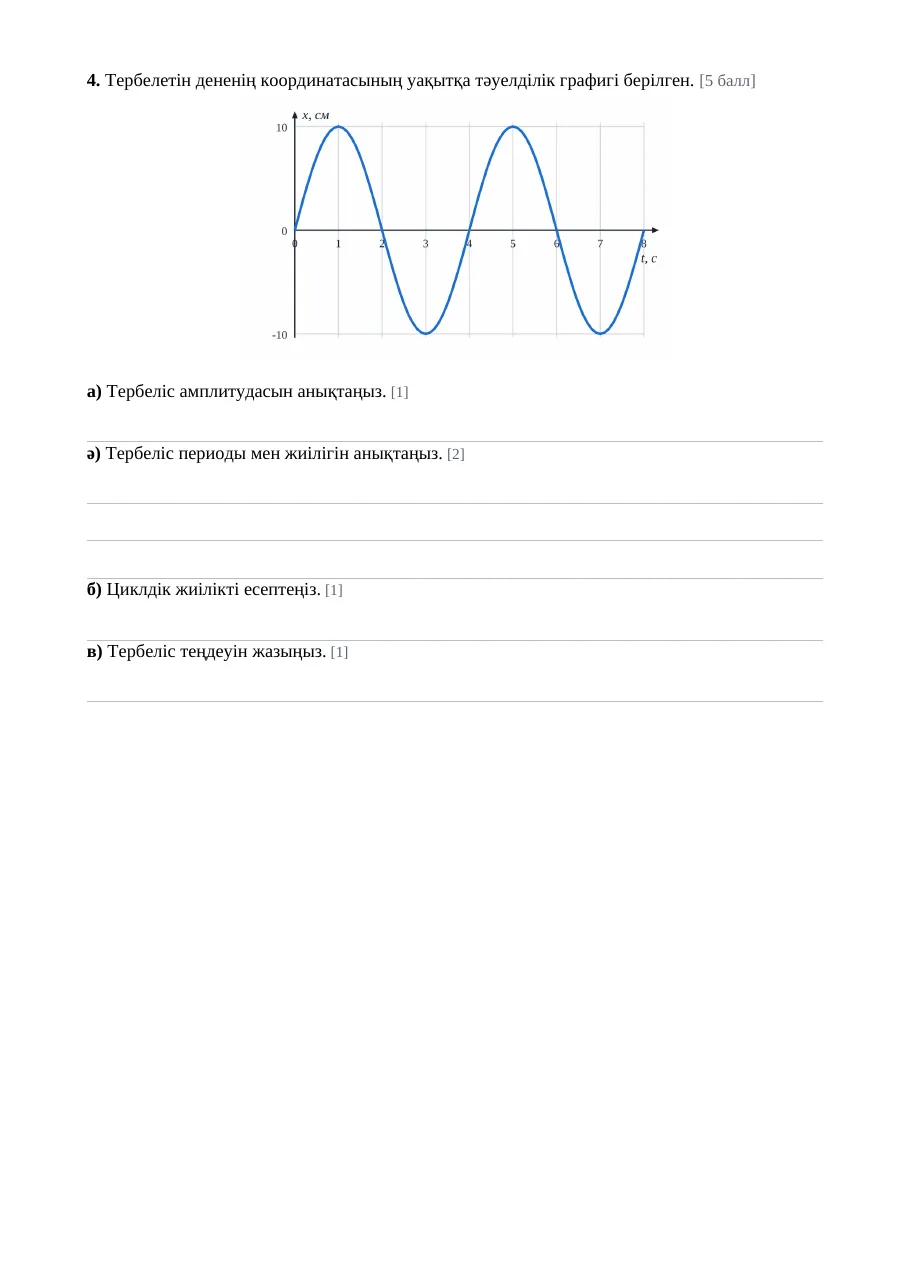 4. Тербелетін дененің координатасының уақытқа тәуелділік графигі берілген. [5 балл]
x, см
10
0
0 1 2 3 4 5 6 7 8
t, с
-10
а) Тербеліс амплитудасын анықтаңыз. [1]
ә) Тербеліс периоды мен жиілігін анықтаңыз. [2]
б) Циклдік жиілікті есептеңіз. [1]
в) Тербеліс теңдеуін жазыңыз. [1]